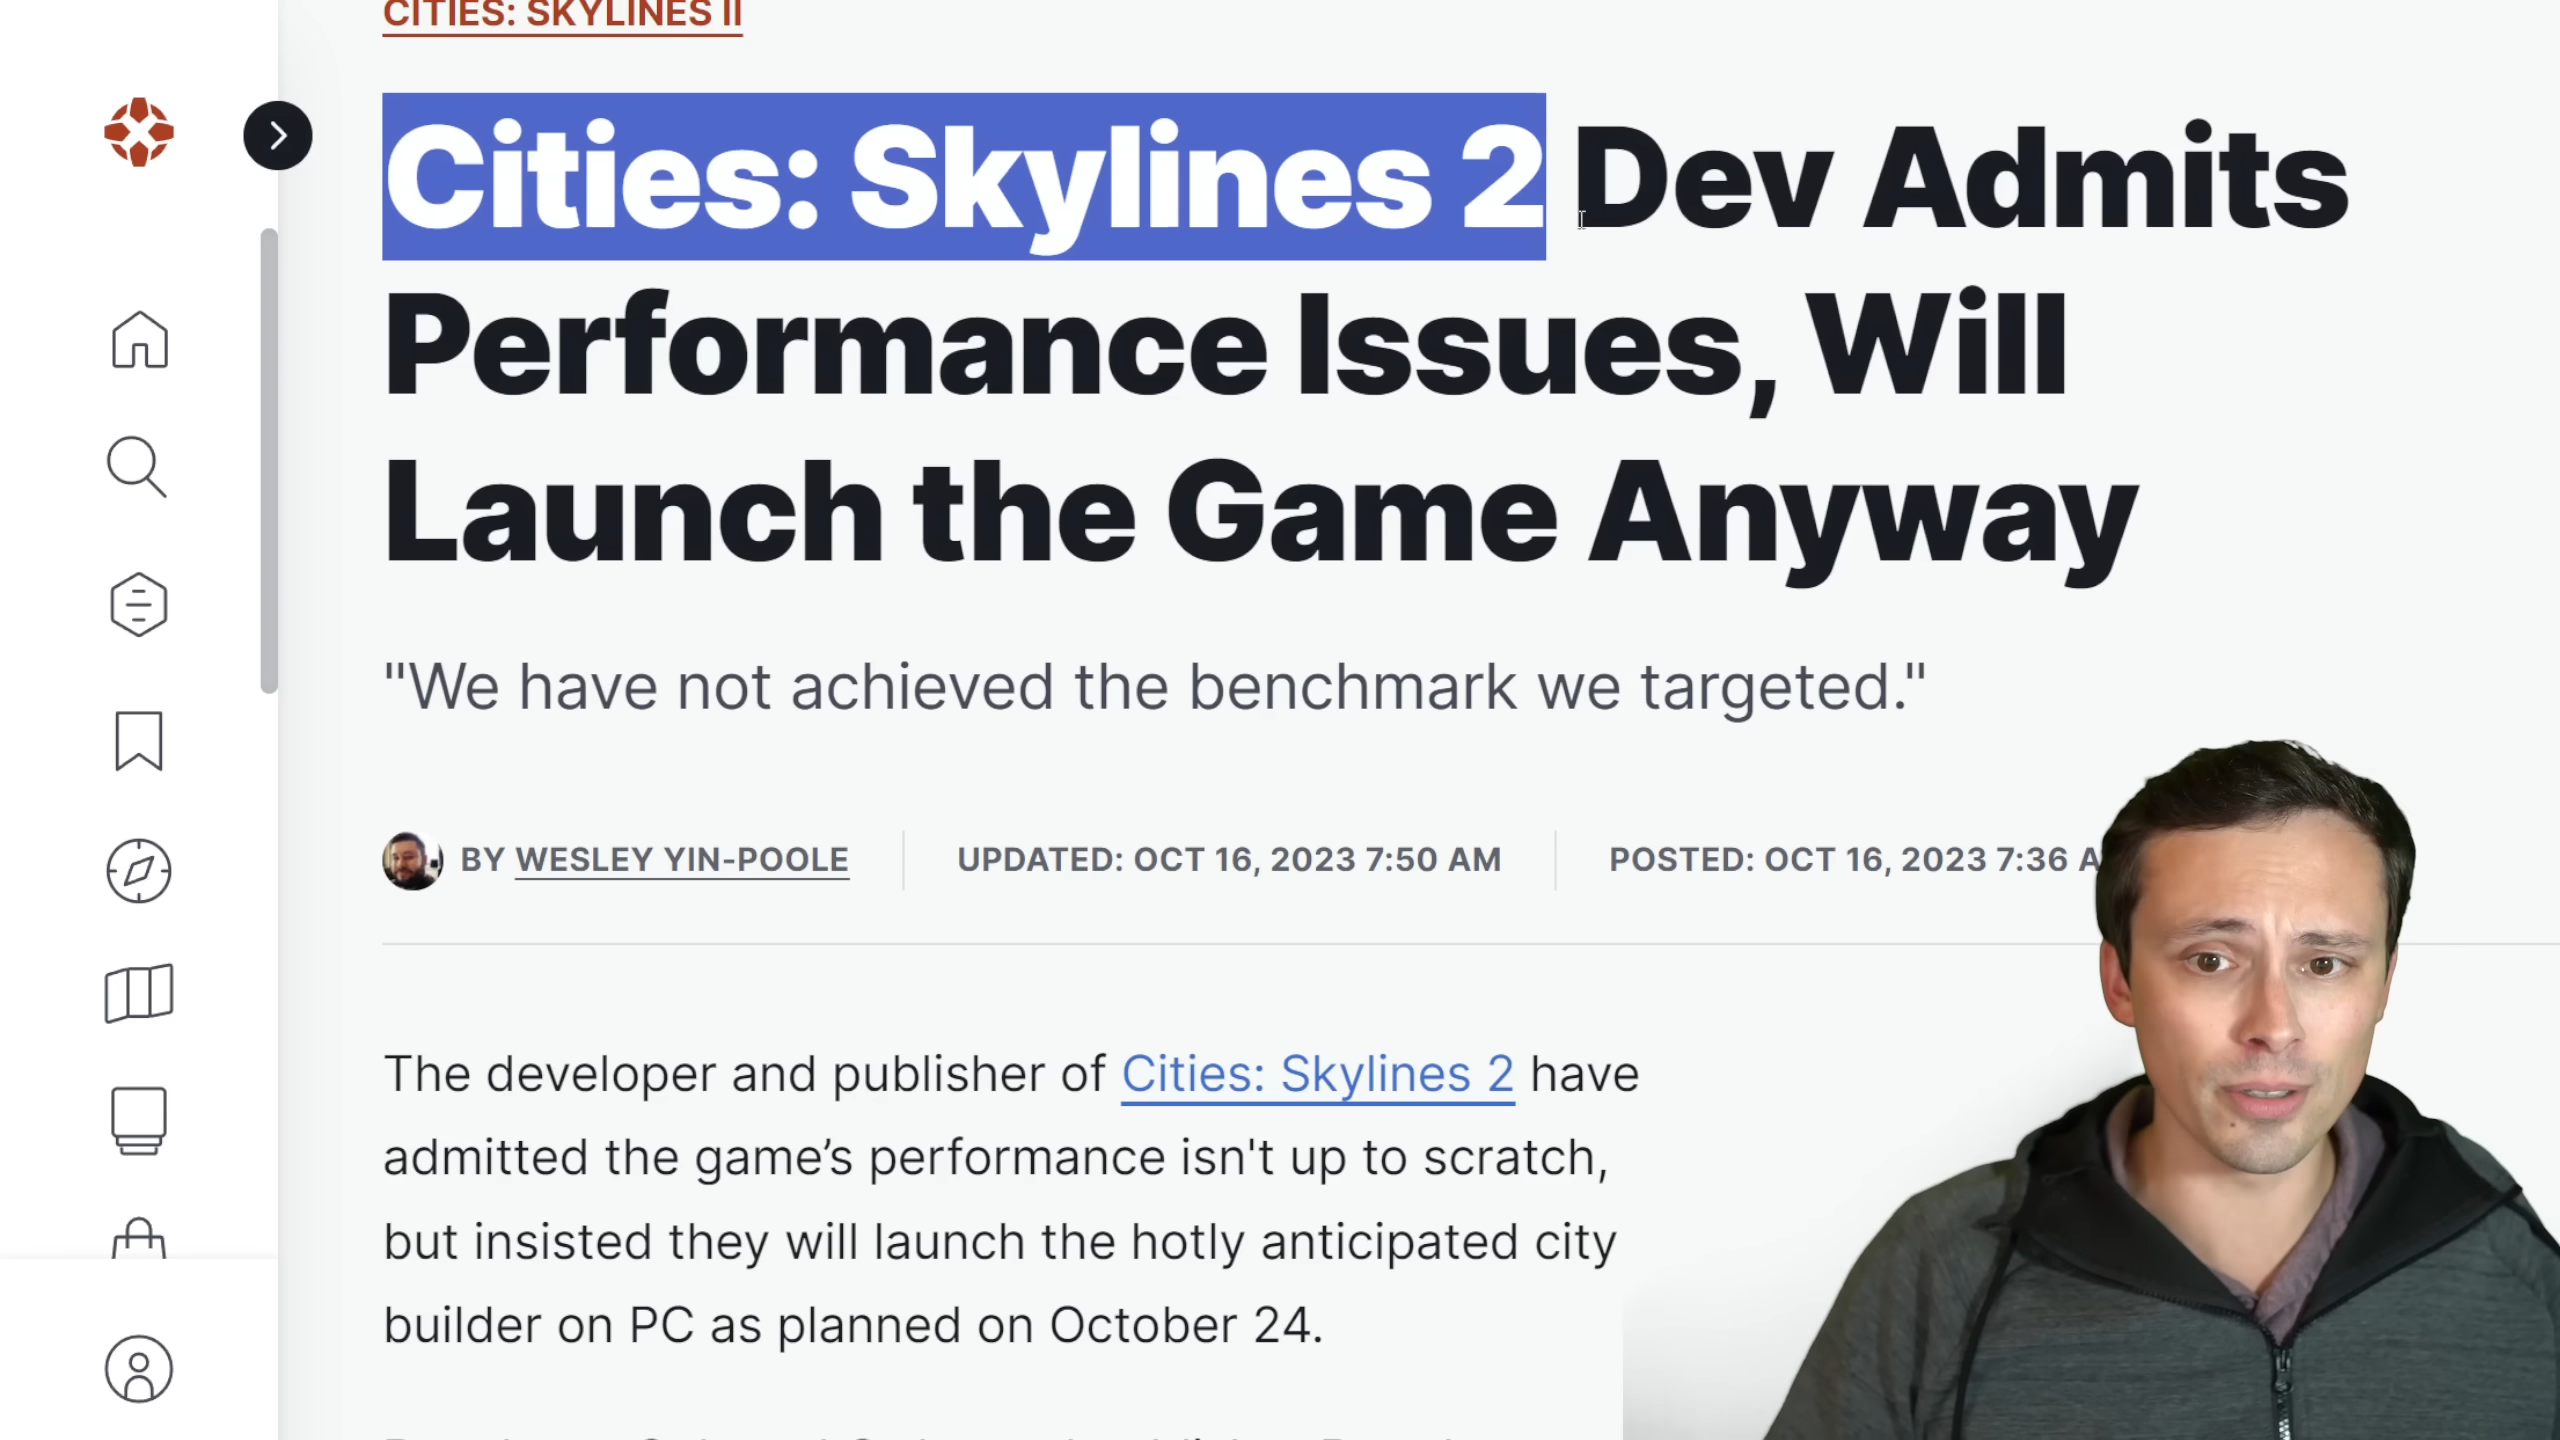 CITIES: SKYLINES II
Cities: Skylines 2 Dev Admits
Performance Issues, Will
Launch the Game Anyway
"We have not achieved the benchmark we targeted."
BY WESLEY YIN-POOLE
UPDATED: OCT 16, 2023 7:50 AM
POSTED: OCT 16, 2023 7:36 A
The developer and publisher of Cities: Skylines 2 have
admitted the game’s performance isn't up to scratch,
but insisted they will launch the hotly anticipated city
builder on PC as planned on October 24.